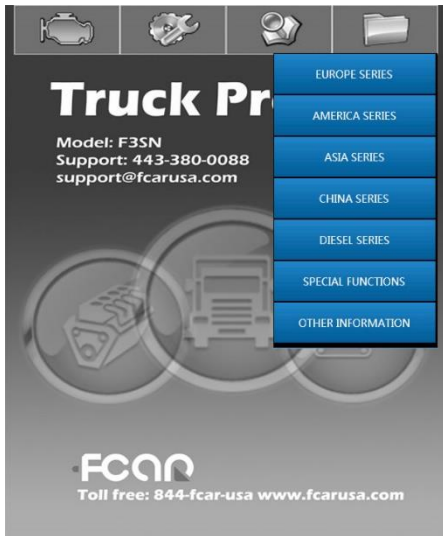 Truck Pr
Model: F3SN
Support: 443-380-0088
support@fcarusa.com
EUROPE SERIES
AMERICA SERIES
ASIA SERIES
CHINA SERIES
DIESEL SERIES
SPECIAL FUNCTIONS
OTHER INFORMATION
FCAR
Toll free: 844-fcar-usa www.fcarusa.com